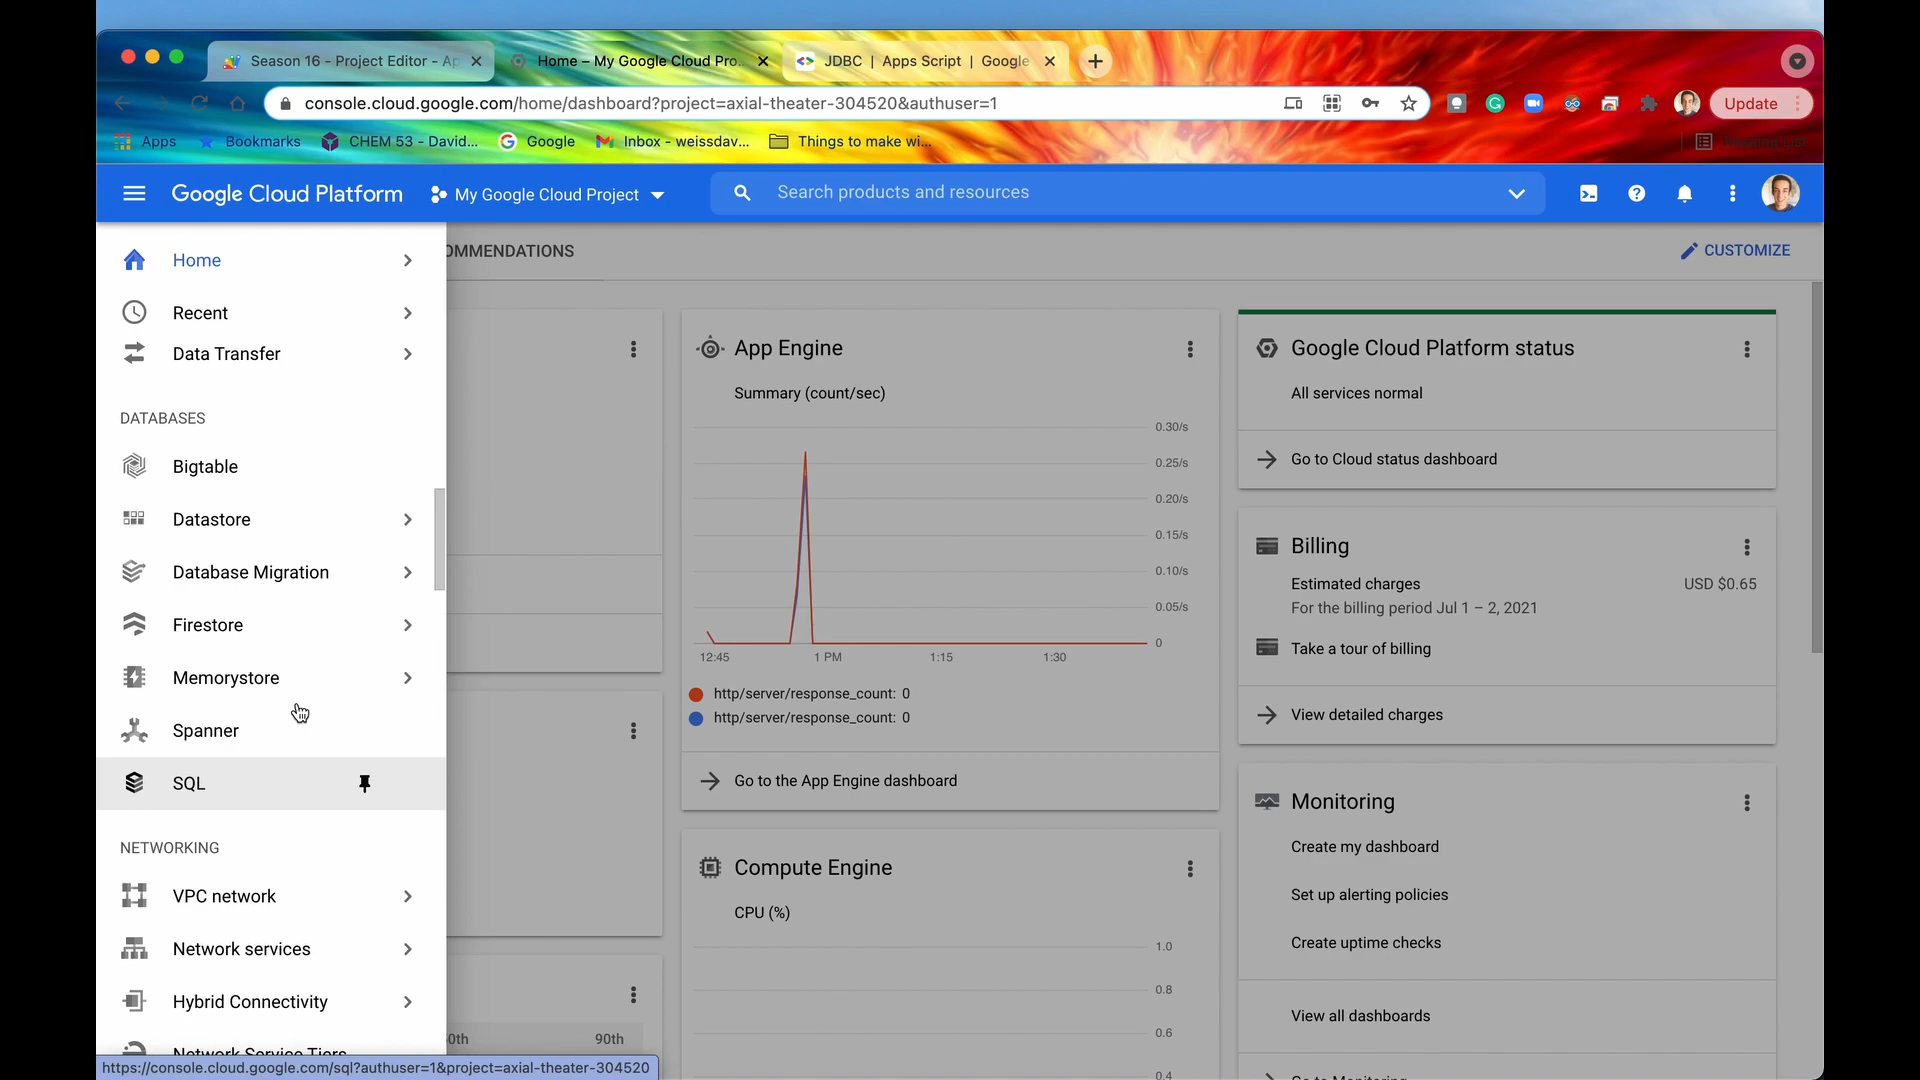 Season 16 - Project Editor - Ap
Home – My Google Cloud Pro
JDBC | Apps Script | Google
console.cloud.google.com/home/dashboard?project=axial-theater-304520&authuser=1
Update
Apps
Bookmarks
CHEM 53 - David...
Google
Inbox - weissdav...
Things to make wi...
Reading List
Google Cloud Platform
My Google Cloud Project
Search products and resources
OMMENDATIONS
CUSTOMIZE
Home
Recent
Data Transfer
DATABASES
Bigtable
Datastore
Database Migration
Firestore
Memorystore
Spanner
SQL
NETWORKING
VPC network
Network services
Hybrid Connectivity
Network Service Tiers
App Engine
Summary (count/sec)
0.30/s
0.25/s
0.20/s
0.15/s
0.10/s
0.05/s
0
12:45
1 PM
1:15
1:30
http/server/response_count: 0
http/server/response_count: 0
Go to the App Engine dashboard
Compute Engine
CPU (%)
1.0
0.8
0.6
0.4
0th
90th
Google Cloud Platform status
All services normal
Go to Cloud status dashboard
Billing
Estimated charges
USD $0.65
For the billing period Jul 1 – 2, 2021
Take a tour of billing
View detailed charges
Monitoring
Create my dashboard
Set up alerting policies
Create uptime checks
View all dashboards
Go to Monitoring
https://console.cloud.google.com/sql?authuser=1&project=axial-theater-304520